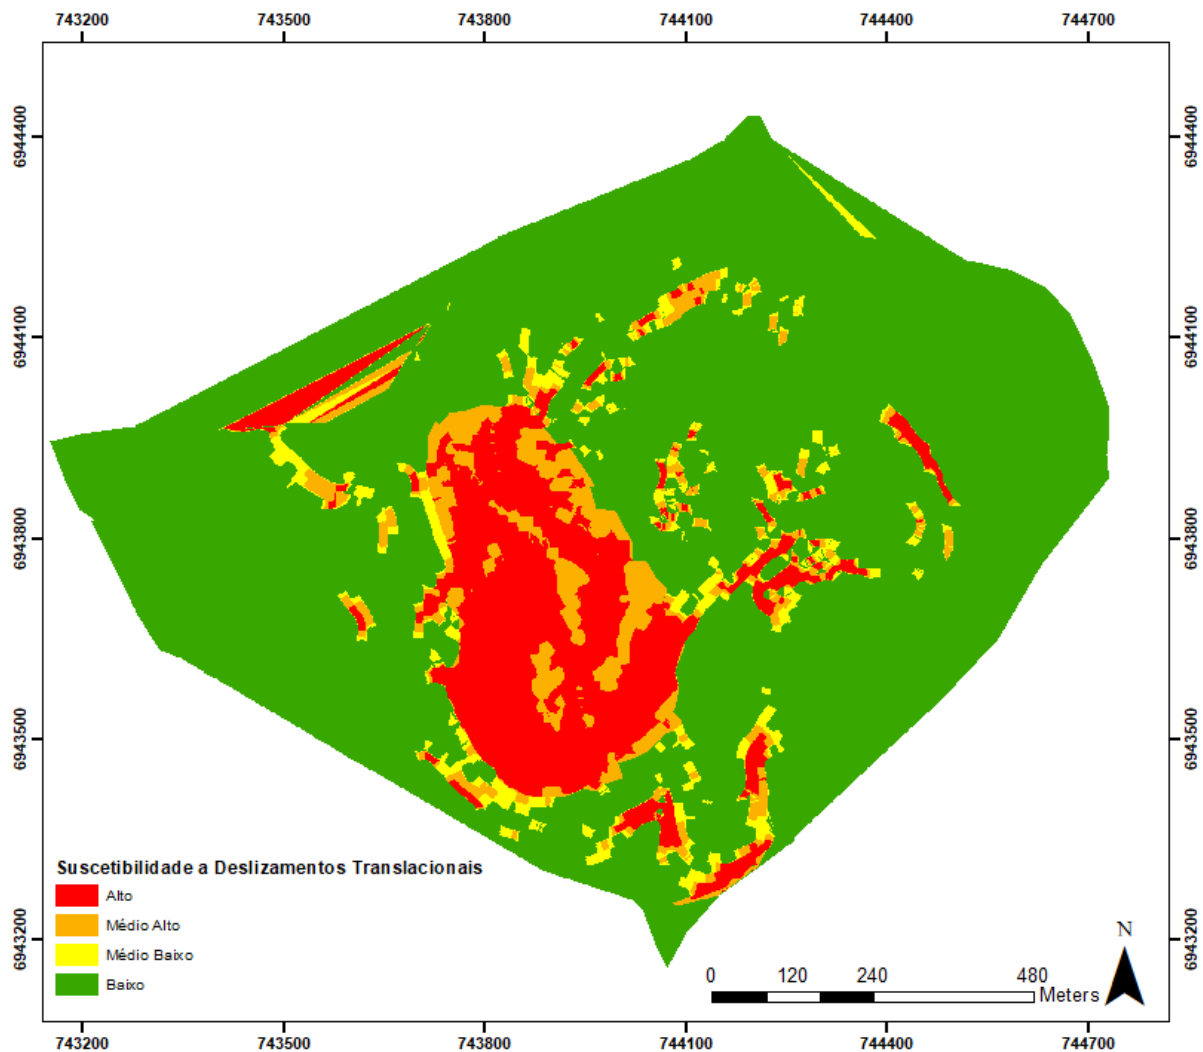 743200 743500 743800 744100 744400 744700
6944400 6944400
6944100 6944100
6943800 6943800
6943500 6943500
6943200 6943200
Suscetibilidade a Deslizamentos Translacionais
Alto
Médio Alto
Médio Baixo
Baixo
N
0 120 240 480
Meters
743200 743500 743800 744100 744400 744700